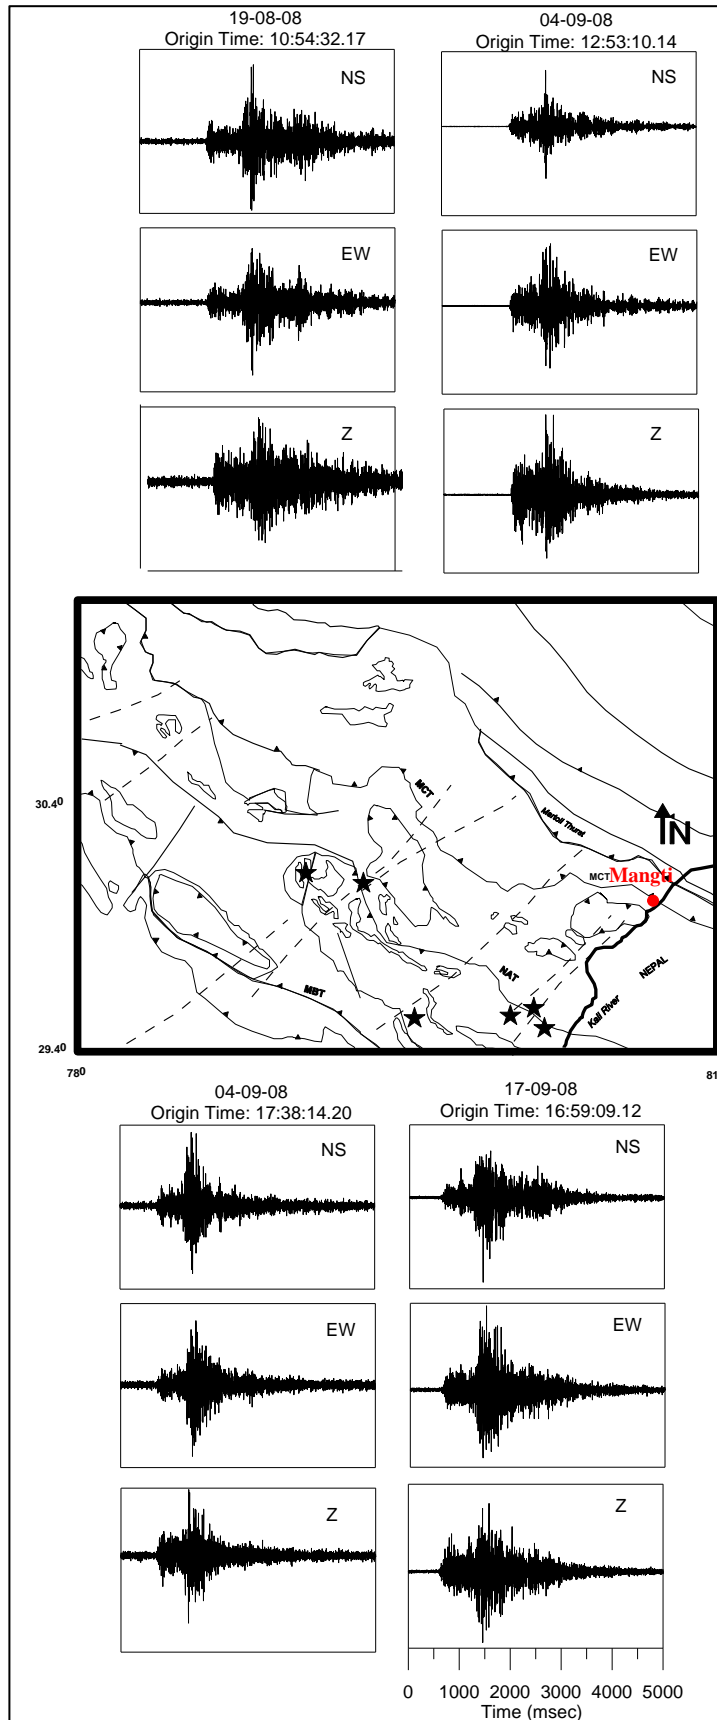 19-08-08
Origin Time: 10:54:32.17
04-09-08
Origin Time: 12:53:10.14
NS
NS
EW
EW
Z
Z
MCT
Martoli Thurst
N
MCT
Mangti
30.4⁰
NAT
MBT
NEPAL
Kali River
29.4⁰
78⁰
81
04-09-08
Origin Time: 17:38:14.20
17-09-08
Origin Time: 16:59:09.12
NS
NS
EW
EW
Z
Z
0 1000 2000 3000 4000 5000
Time (msec)